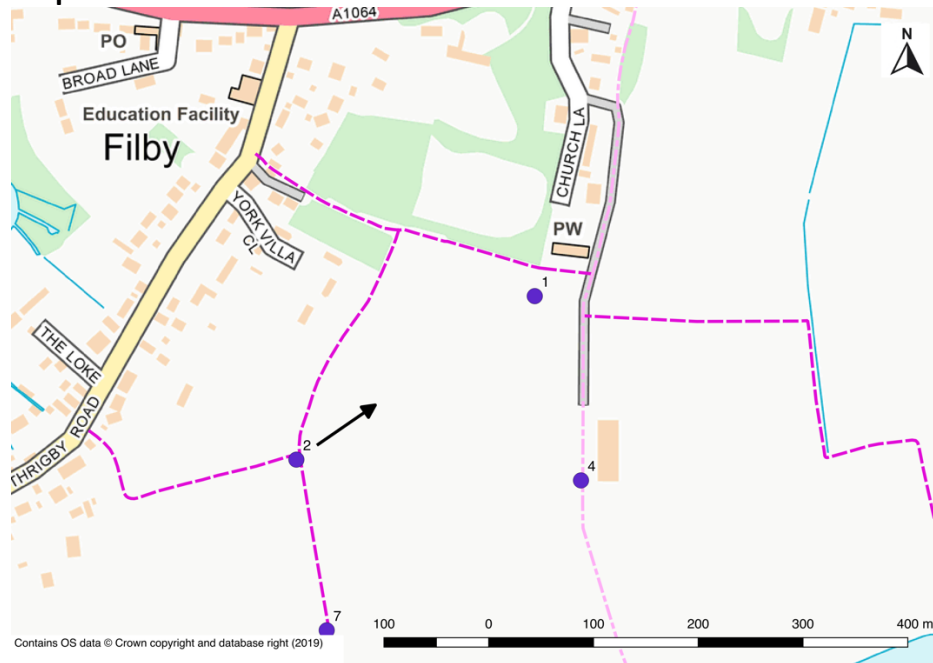 A1064
N
PO
BROAD LANE
Education Facility
Filby
CHURCH LA
YORK VILLA
CL
PW
1
THE LOKE
THRIGBY ROAD
2
4
7
Contains OS data © Crown copyright and database right (2019)
100 0 100 200 300 400 m